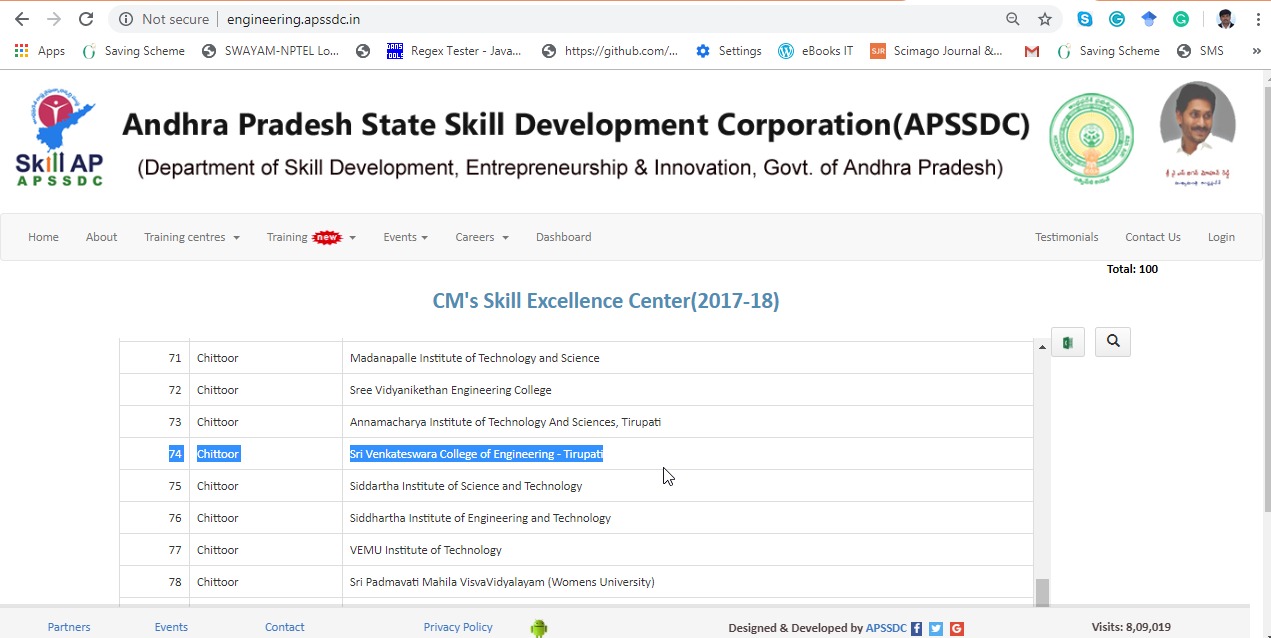 Not secure | engineering.apssdc.in
Apps Saving Scheme SWAYAM-NPTEL Lo... Regex Tester - Java... https://github.com/... Settings eBooks IT SJR Scimago Journal &... Saving Scheme SMS »
Skill AP
APSSDC
Andhra Pradesh State Skill Development Corporation(APSSDC)
(Department of Skill Development, Entrepreneurship & Innovation, Govt. of Andhra Pradesh)
Home About Training centres Training new Events Careers Dashboard Testimonials Contact Us Login
Total: 100
CM's Skill Excellence Center(2017-18)
71 Chittoor Madanapalle Institute of Technology and Science
72 Chittoor Sree Vidyanikethan Engineering College
73 Chittoor Annamacharya Institute of Technology And Sciences, Tirupati
74 Chittoor Sri Venkateswara College of Engineering - Tirupati
75 Chittoor Siddartha Institute of Science and Technology
76 Chittoor Siddhartha Institute of Engineering and Technology
77 Chittoor VEMU Institute of Technology
78 Chittoor Sri Padmavati Mahila VisvaVidyalayam (Womens University)
Partners Events Contact Privacy Policy Designed & Developed by APSSDC Visits: 8,09,019